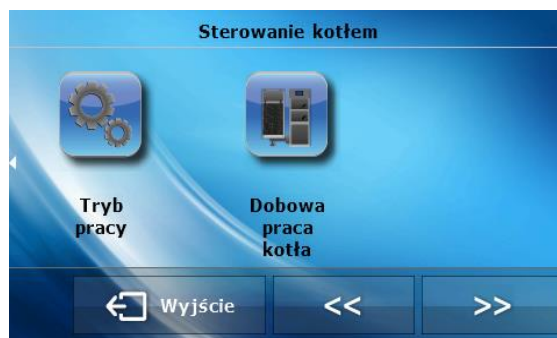 Sterowanie kotłem
Tryb
pracy
Dobowa
praca
kotła
Wyjście
<<
>>